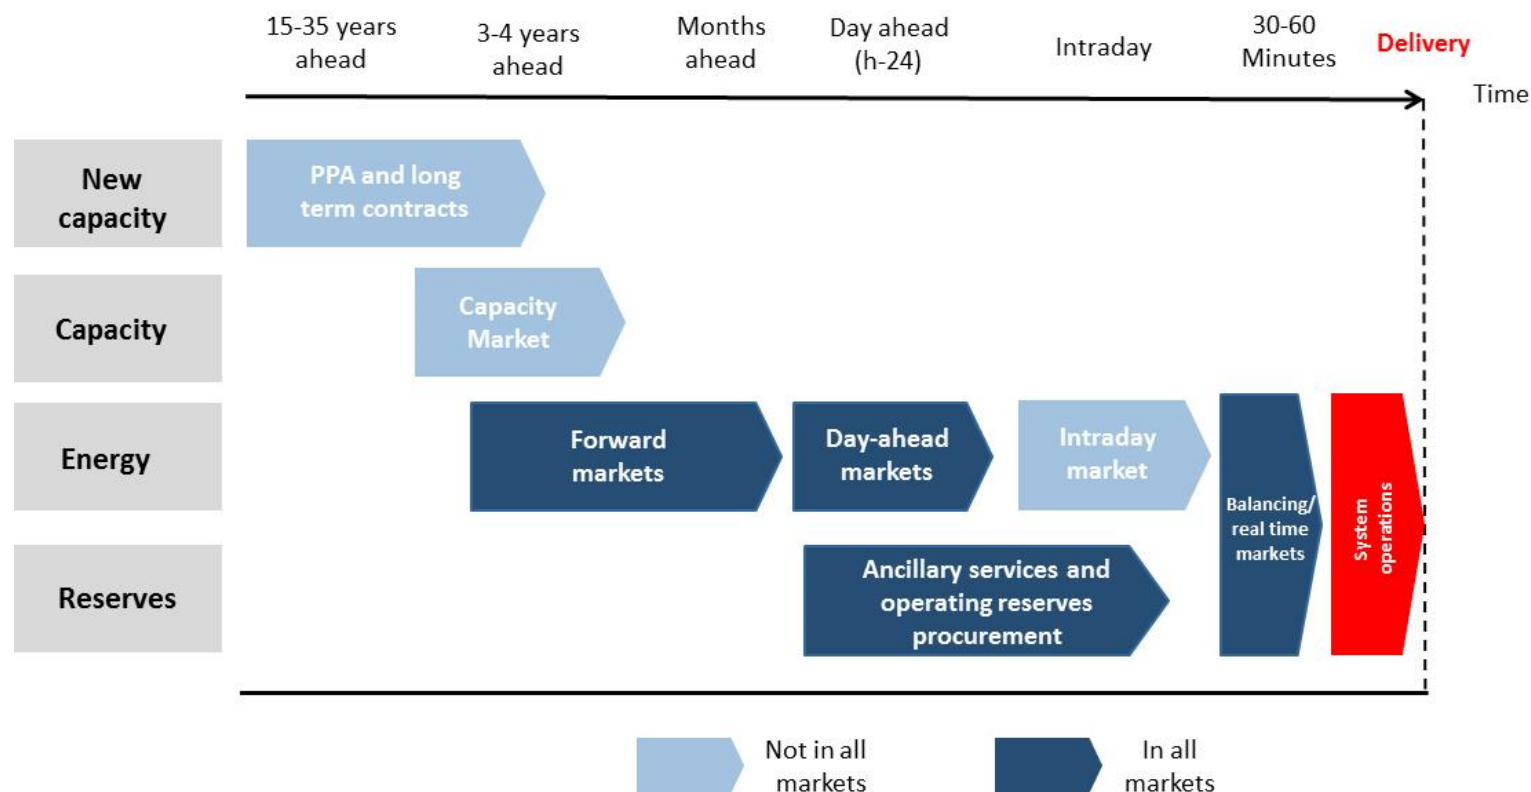 15-35 years
ahead
3-4 years
ahead
Months
ahead
Day ahead
(h-24)
Intraday
30-60
Minutes
Delivery
Time
New
capacity
PPA and long
term contracts
Capacity
Capacity
Market
Energy
Forward
markets
Day-ahead
markets
Intraday
market
Balancing/
real time
markets
System
operations
Reserves
Ancillary services and
operating reserves
procurement
Not in all
markets
In all
markets